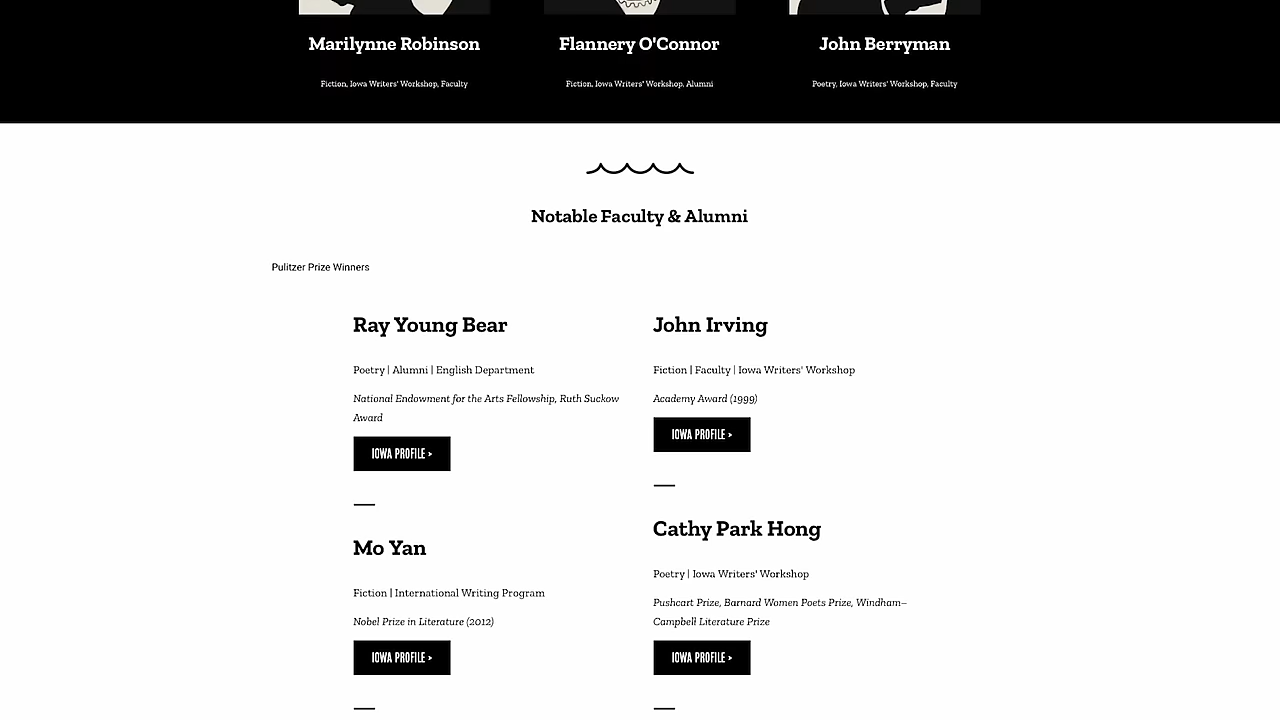 Marilynne Robinson
Fiction, Iowa Writers' Workshop, Faculty
Flannery O'Connor
Fiction, Iowa Writers' Workshop, Alumni
John Berryman
Poetry, Iowa Writers' Workshop, Faculty
Notable Faculty & Alumni
Pulitzer Prize Winners
Ray Young Bear
Poetry | Alumni | English Department
National Endowment for the Arts Fellowship, Ruth Suckow
Award
IOWA PROFILE >
Mo Yan
Fiction | International Writing Program
Nobel Prize in Literature (2012)
IOWA PROFILE >
John Irving
Fiction | Faculty | Iowa Writers' Workshop
Academy Award (1999)
IOWA PROFILE >
Cathy Park Hong
Poetry | Iowa Writers' Workshop
Pushcart Prize, Barnard Women Poets Prize, Windham–
Campbell Literature Prize
IOWA PROFILE >